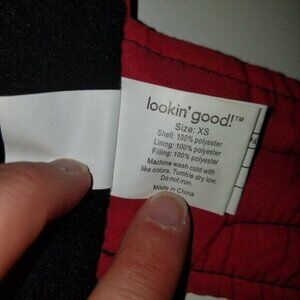 lookin' good!™
Size: XS
Shell: 100% polyester
Lining: 100% polyester
Filling: 100% polyester
Machine wash cold with
like colors. Tumble dry low.
Do not iron.
Made in China